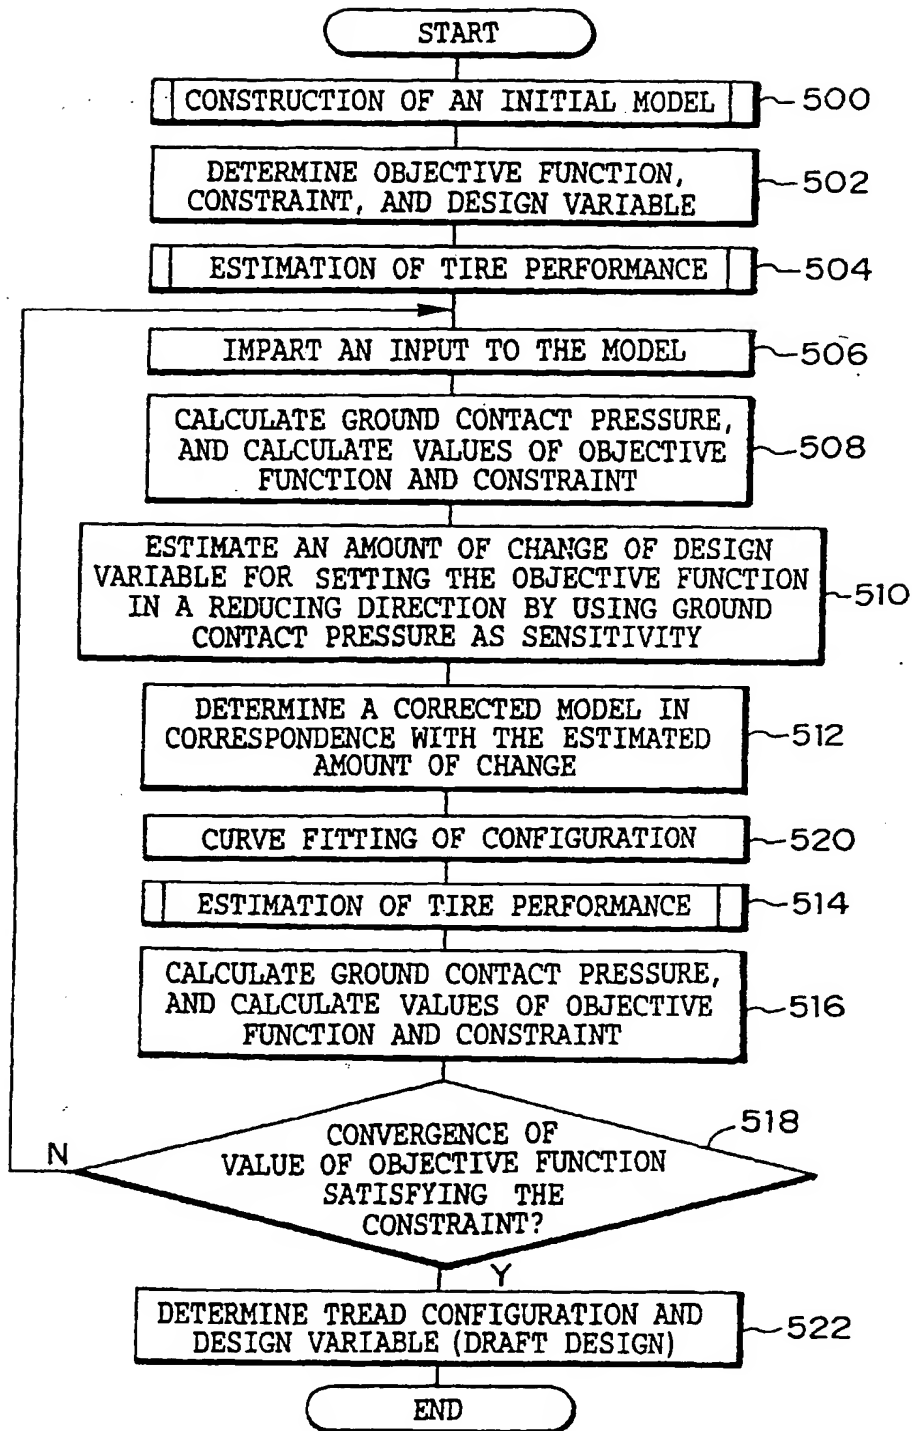 START
CONSTRUCTION OF AN INITIAL MODEL
500
DETERMINE OBJECTIVE FUNCTION,
CONSTRAINT, AND DESIGN VARIABLE
502
ESTIMATION OF TIRE PERFORMANCE
504
IMPART AN INPUT TO THE MODEL
506
CALCULATE GROUND CONTACT PRESSURE,
AND CALCULATE VALUES OF OBJECTIVE
FUNCTION AND CONSTRAINT
508
ESTIMATE AN AMOUNT OF CHANGE OF DESIGN
VARIABLE FOR SETTING THE OBJECTIVE FUNCTION
IN A REDUCING DIRECTION BY USING GROUND
CONTACT PRESSURE AS SENSITIVITY
510
DETERMINE A CORRECTED MODEL IN
CORRESPONDENCE WITH THE ESTIMATED
AMOUNT OF CHANGE
512
CURVE FITTING OF CONFIGURATION
520
ESTIMATION OF TIRE PERFORMANCE
514
CALCULATE GROUND CONTACT PRESSURE,
AND CALCULATE VALUES OF OBJECTIVE
FUNCTION AND CONSTRAINT
516
518
N
CONVERGENCE OF
VALUE OF OBJECTIVE FUNCTION
SATISFYING THE
CONSTRAINT?
Y
DETERMINE TREAD CONFIGURATION AND
DESIGN VARIABLE (DRAFT DESIGN)
522
END